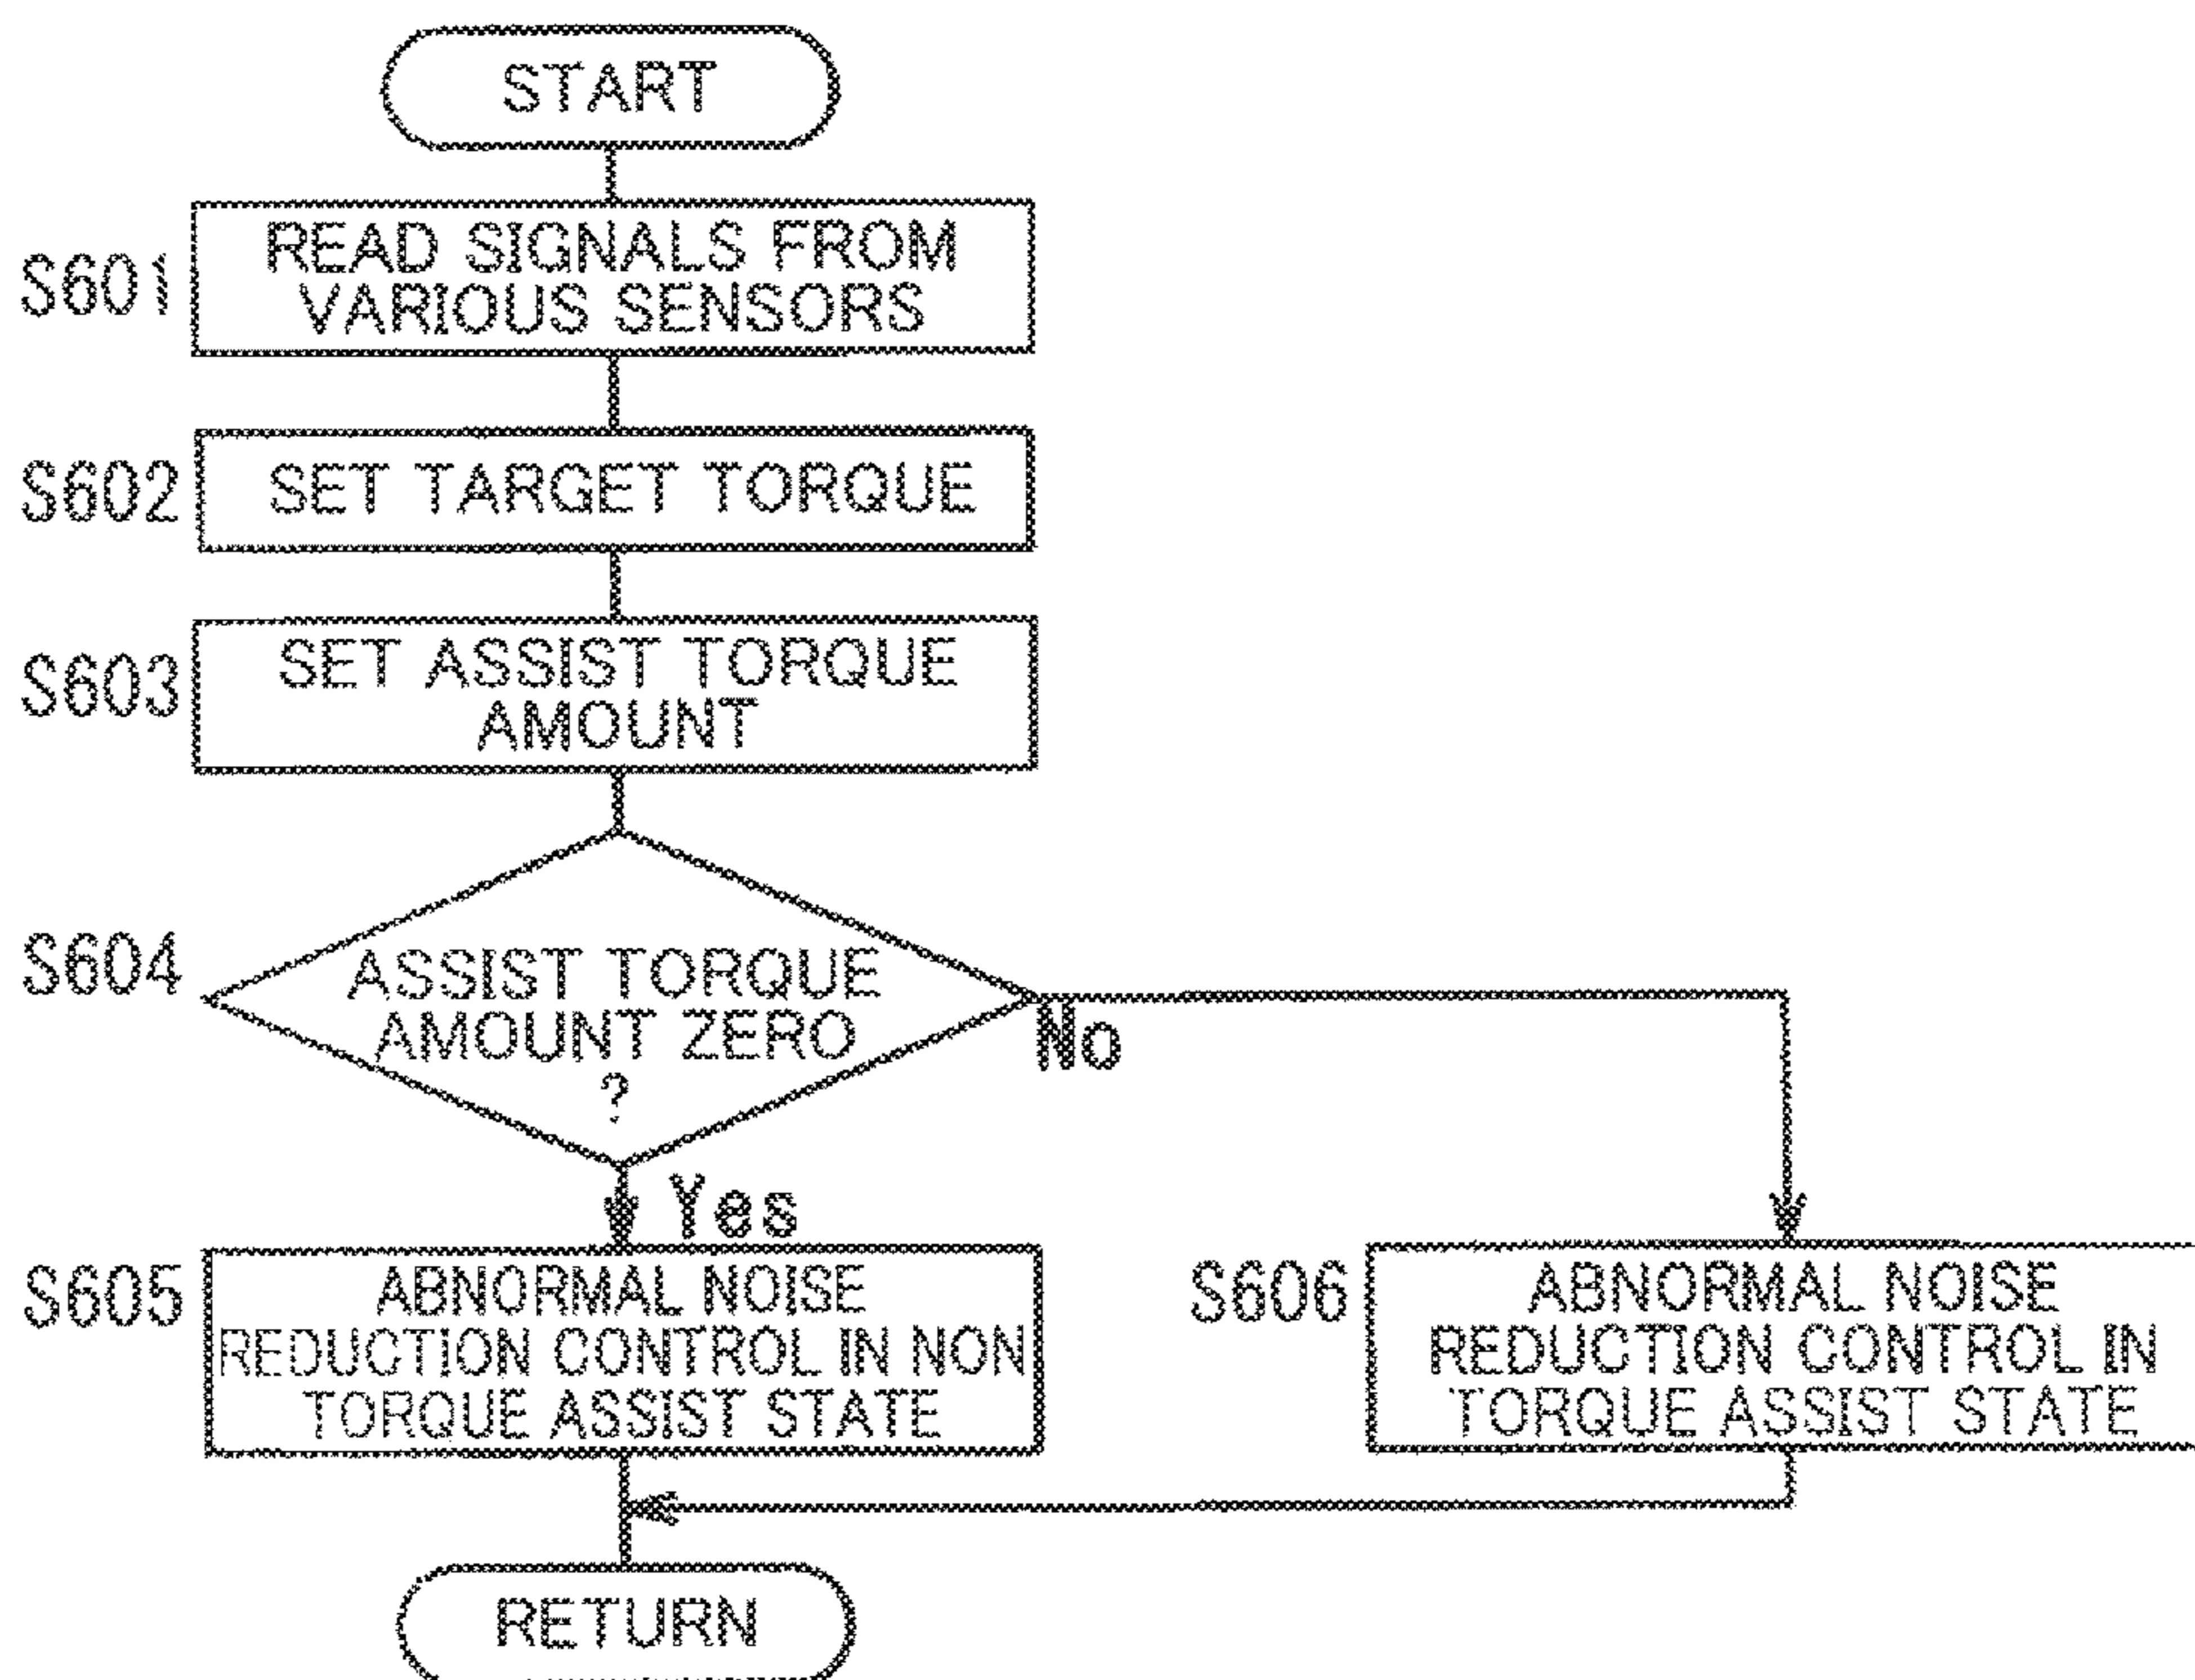 START
S601
READ SIGNALS FROM
VARIOUS SENSORS
S602
SET TARGET TORQUE
S603
SET ASSIST TORQUE
AMOUNT
S604
ASSIST TORQUE
AMOUNT ZERO
?
No
Yes
S605
ABNORMAL NOISE
REDUCTION CONTROL IN NON
TORQUE ASSIST STATE
S606
ABNORMAL NOISE
REDUCTION CONTROL IN
TORQUE ASSIST STATE
RETURN